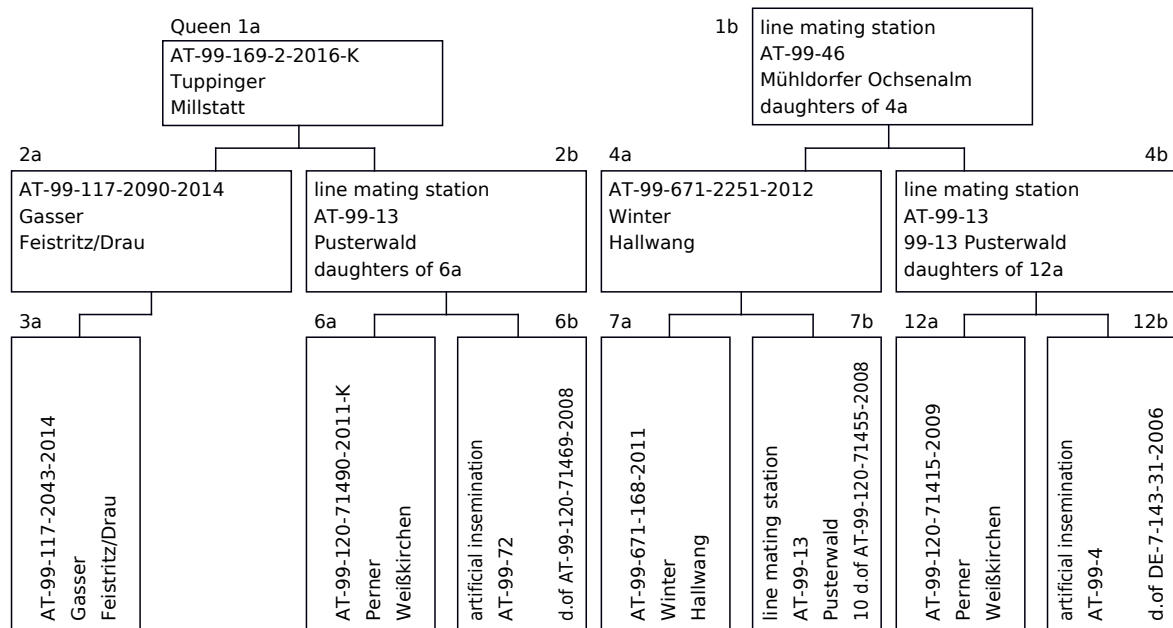 Queen 1a
AT-99-169-2-2016-K
Tuppinger
Millstatt
1b
line mating station
AT-99-46
Mühldorfer Ochsenalm
daughters of 4a
2a
AT-99-117-2090-2014
Gasser
Feistritz/Drau
2b
line mating station
AT-99-13
Pusterwald
daughters of 6a
4a
AT-99-671-2251-2012
Winter
Hallwang
4b
line mating station
AT-99-13
99-13 Pusterwald
daughters of 12a
3a
AT-99-117-2043-2014
Gasser
Feistritz/Drau
6a
AT-99-120-71490-2011-K
Perner
Weißkirchen
6b
artificial insemination
AT-99-72
d.of AT-99-120-71469-2008
7a
AT-99-671-168-2011
Winter
Hallwang
7b
line mating station
AT-99-13
Pusterwald
10 d.of AT-99-120-71455-2008
12a
AT-99-120-71415-2009
Perner
Weißkirchen
12b
artificial insemination
AT-99-4
d.of DE-7-143-31-2006